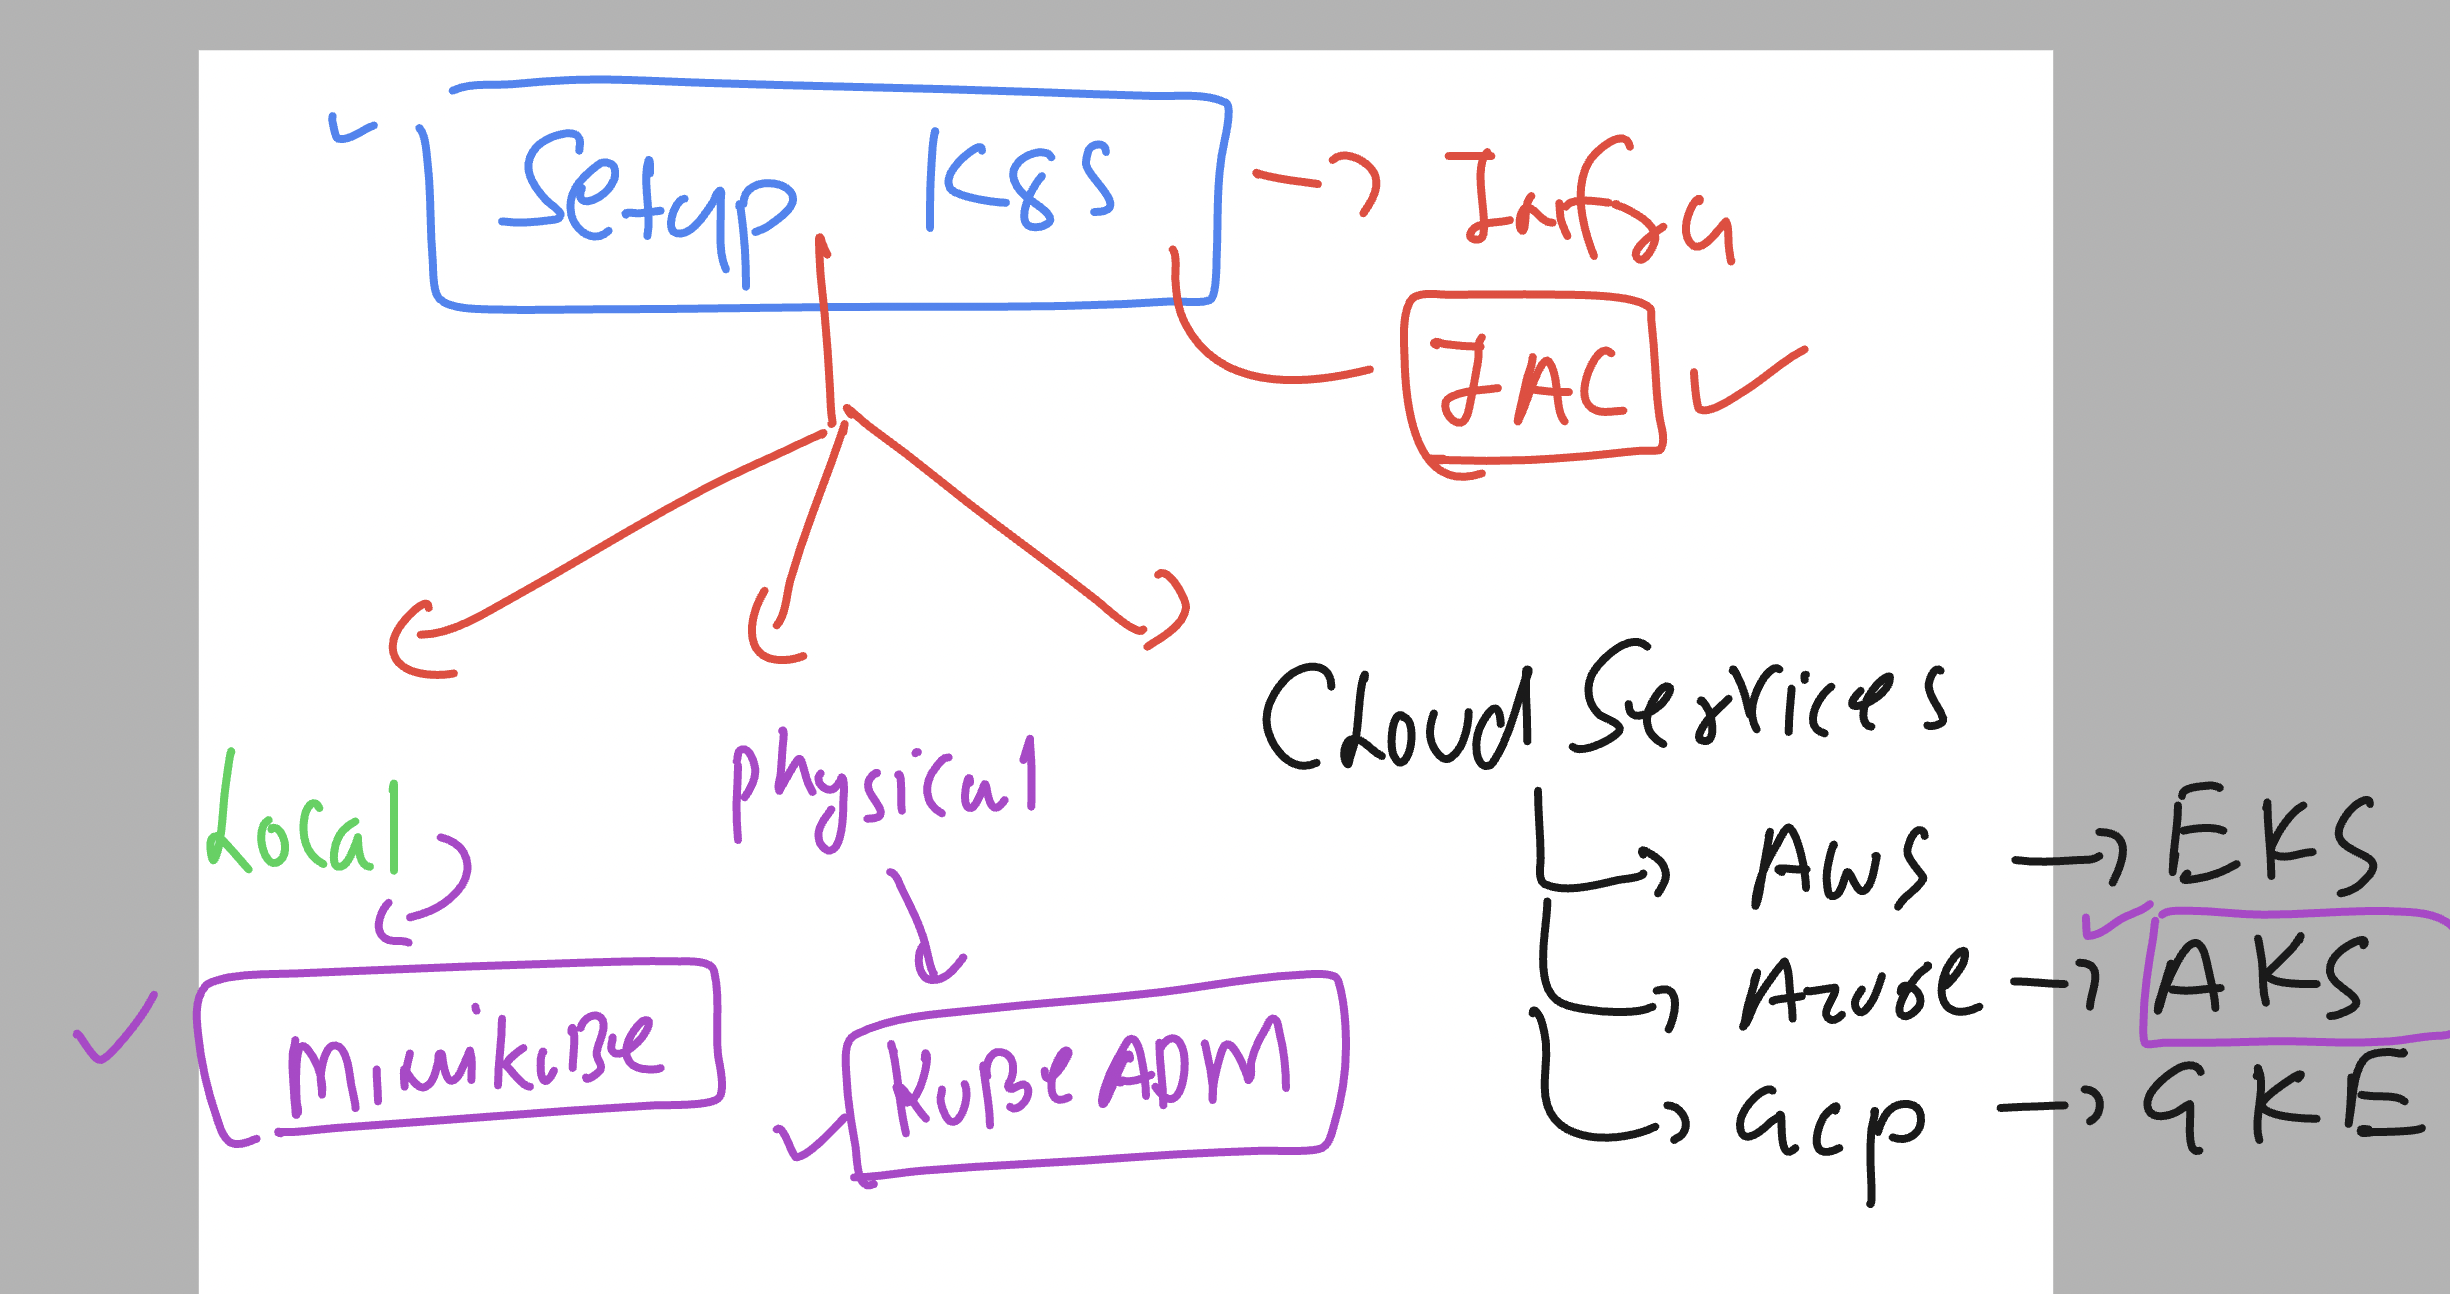 Setup K8S → Infra
IAC
Local
Physical
Cloud Services
AWS → EKS
Azure → AKS
GCP → GKE
MinikuBe
KuBeADM